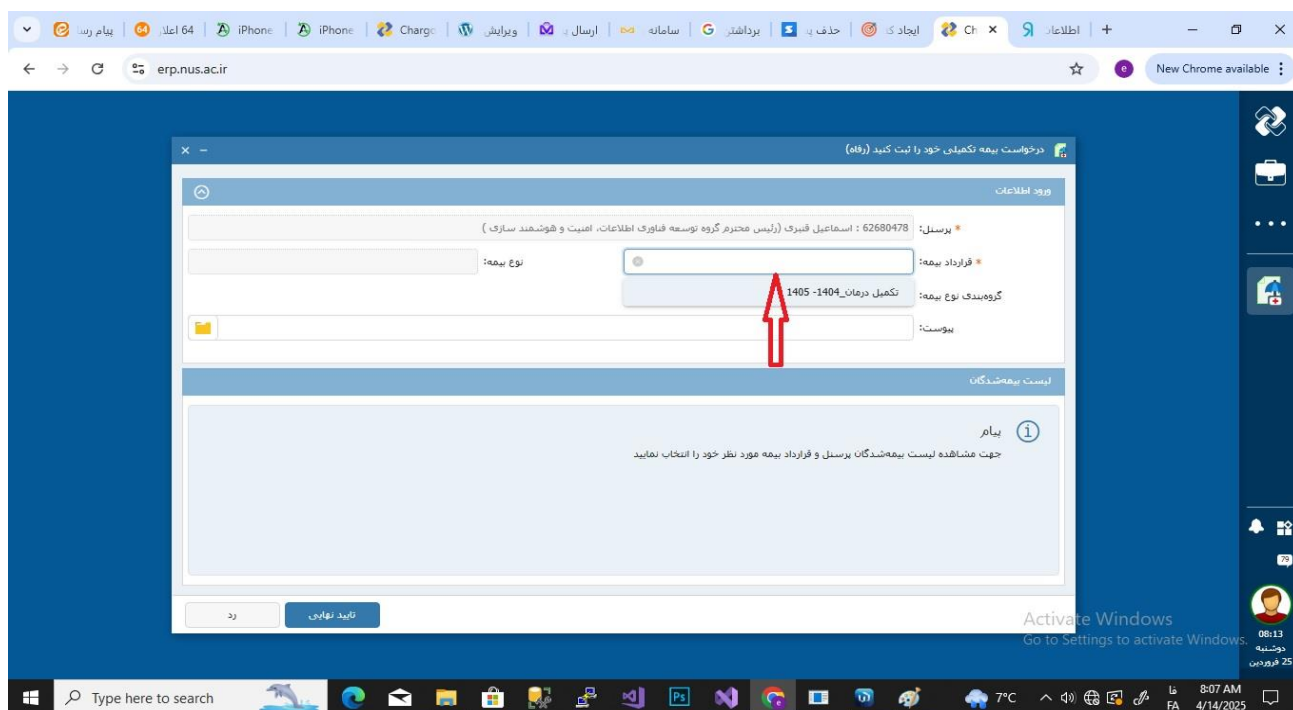 پیام رسا
64 اعلا
iPhone
iPhone
Chargo
ویرایش
ارسال
سامانه
برداشتن
حذف
ایجاد ک
Ch
اطلاعات
erp.nus.ac.ir
New Chrome available
درخواست بیمه تکمیلی خود را ثبت کنید (رفاه)
ورود اطلاعات
* پرسنل: 62680478 : اسماعیل قنبری (رئیس محترم گروه توسعه فناوری اطلاعات، امنیت و هوشمند سازی )
* قرارداد بیمه: نوع بیمه:
گروه‌بندی نوع بیمه: تکمیل درمان_1404- 1405
پیوست:
لیست بیمه‌شدگان
پیام
جهت مشاهده لیست بیمه‌شدگان پرسنل و قرارداد بیمه مورد نظر خود را انتخاب نمایید
تایید نهایی
رد
79
Activate Windows
Go to Settings to activate Windows.
08:13
دوشنبه
25 فروردین
Type here to search
7°C
فا
FA
8:07 AM
4/14/2025